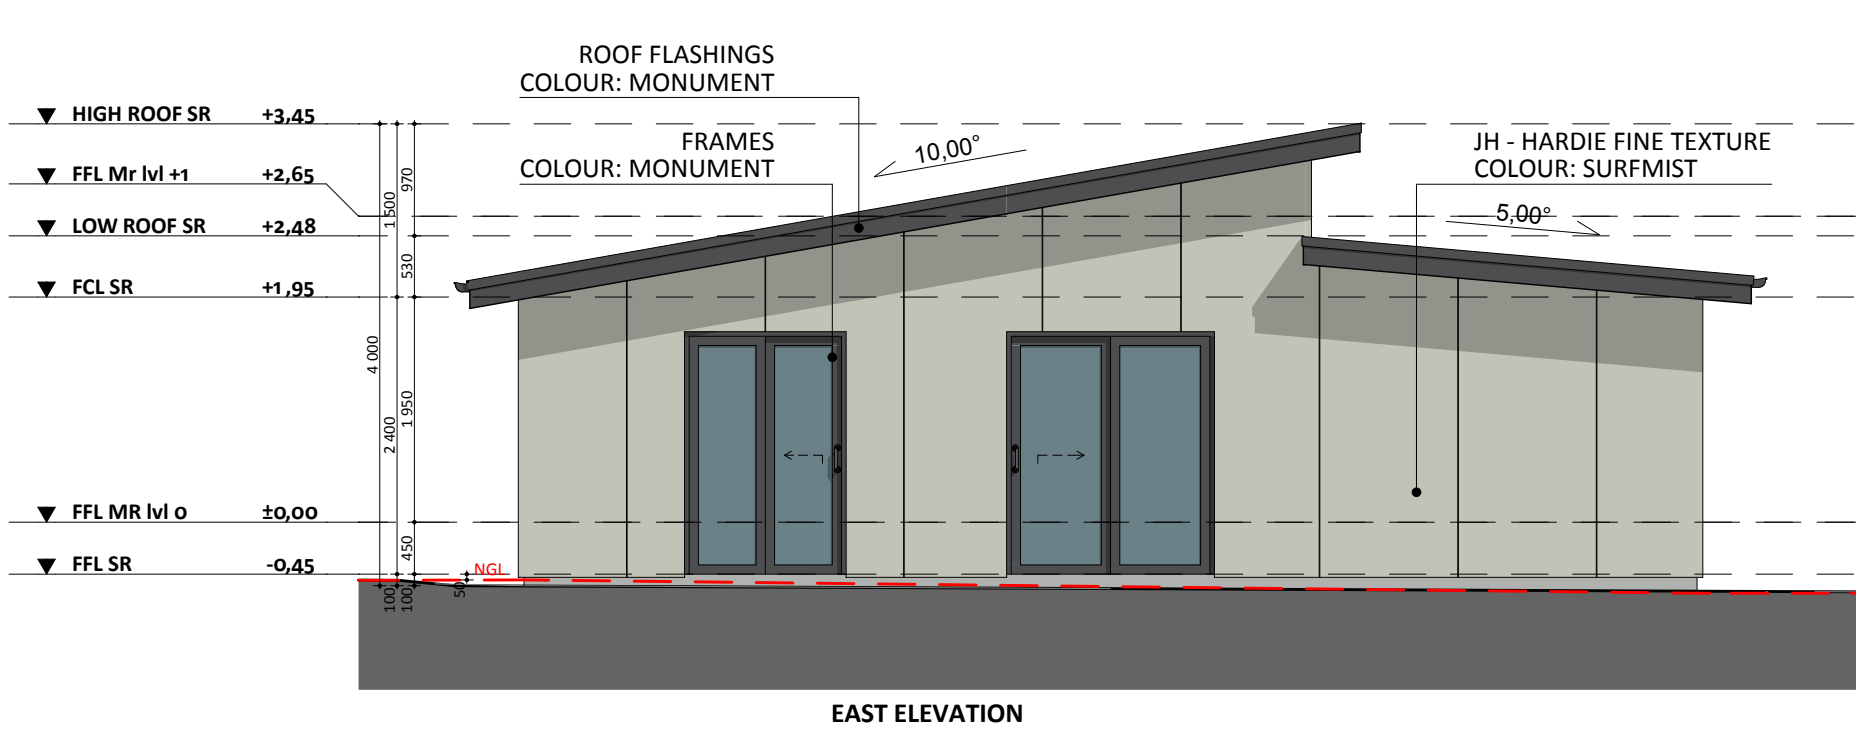 ROOF FLASHINGS
COLOUR: MONUMENT
HIGH ROOF SR +3,45
FRAMES
COLOUR: MONUMENT
10,00°
JH - HARDIE FINE TEXTURE
COLOUR: SURFMIST
FFL Mr lvl +1 +2,65
LOW ROOF SR +2,48
5,00°
FCL SR +1,95
FFL MR lvl 0 ±0,00
FFL SR -0,45
970
1 500
530
4 000
1 950
2 400
450
NGL
100
100
50
EAST ELEVATION